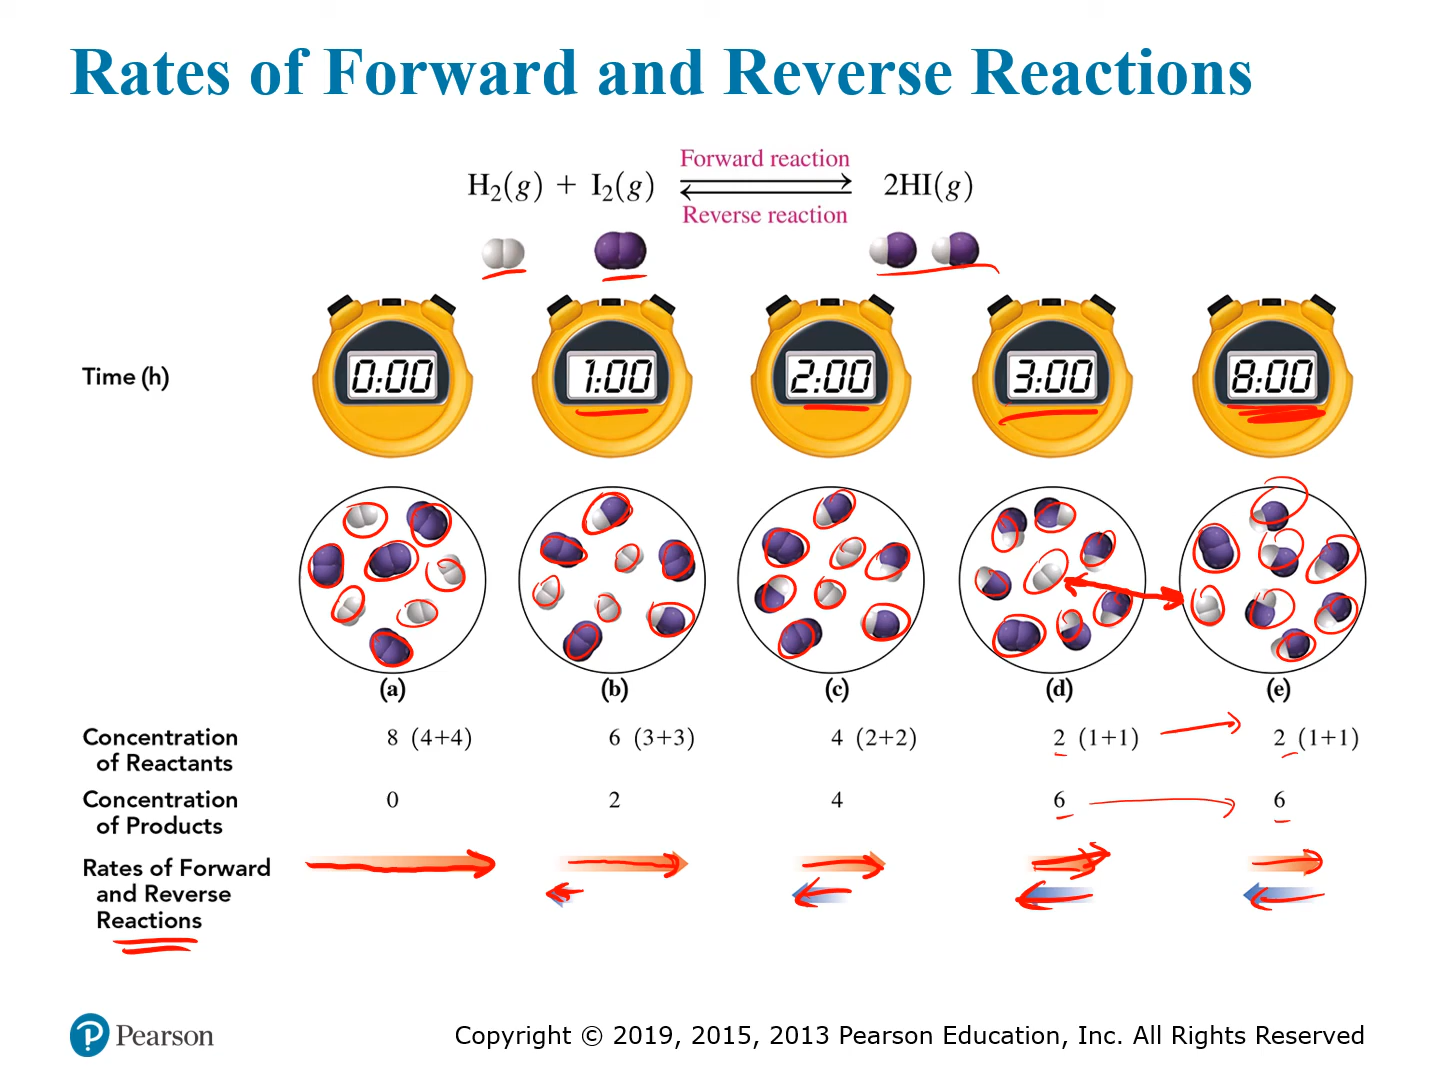 Rates of Forward and Reverse Reactions
Forward reaction
H₂(g) + I₂(g) ⇌ 2HI(g)
Reverse reaction
Time (h)
0:00 1:00 2:00 3:00 8:00
(a) (b) (c) (d) (e)
Concentration of Reactants 8 (4+4) 6 (3+3) 4 (2+2) 2 (1+1) 2 (1+1)
Concentration of Products 0 2 4 6 6
Rates of Forward
and Reverse
Reactions
Pearson
Copyright © 2019, 2015, 2013 Pearson Education, Inc. All Rights Reserved